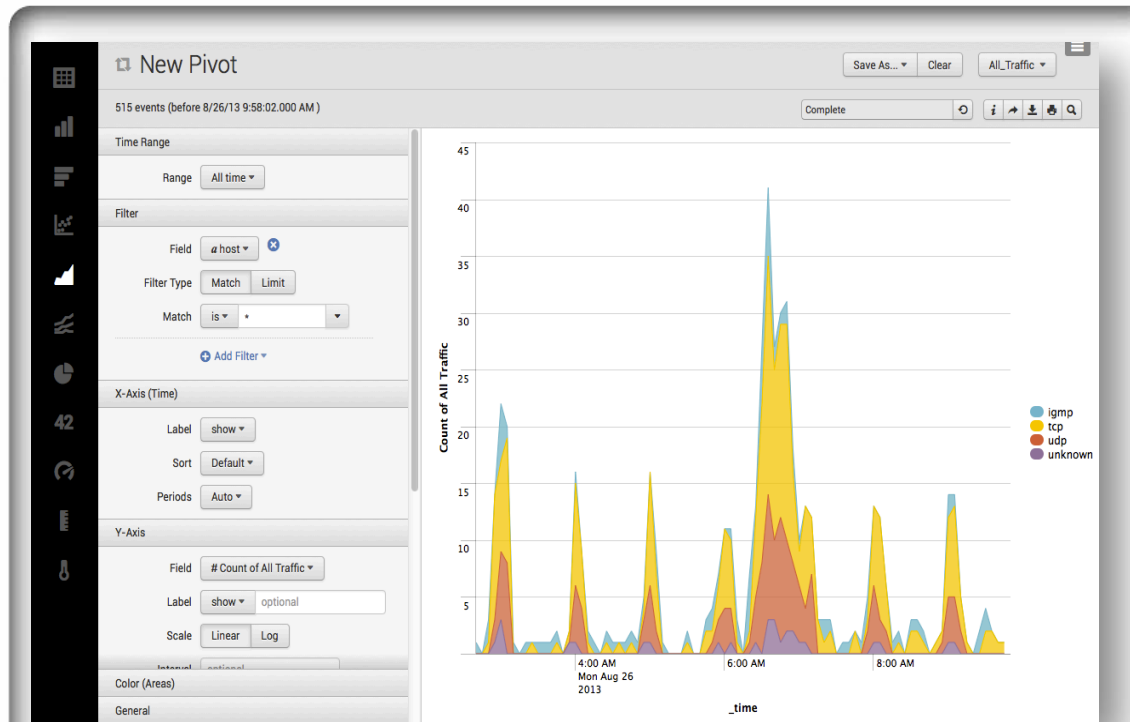 New Pivot
Save As...
Clear
All_Traffic
515 events (before 8/26/13 9:58:02.000 AM )
Complete
i
Time Range
Range All time
Filter
Field a host
Filter Type Match Limit
Match is *
Add Filter
X-Axis (Time)
Label show
Sort Default
Periods Auto
Y-Axis
Field # Count of All Traffic
Label show optional
Scale Linear Log
Interval optional
Color (Areas)
General
42
Count of All Traffic
45
40
35
30
25
20
15
10
5
4:00 AM
Mon Aug 26
2013
6:00 AM
8:00 AM
_time
igmp
tcp
udp
unknown